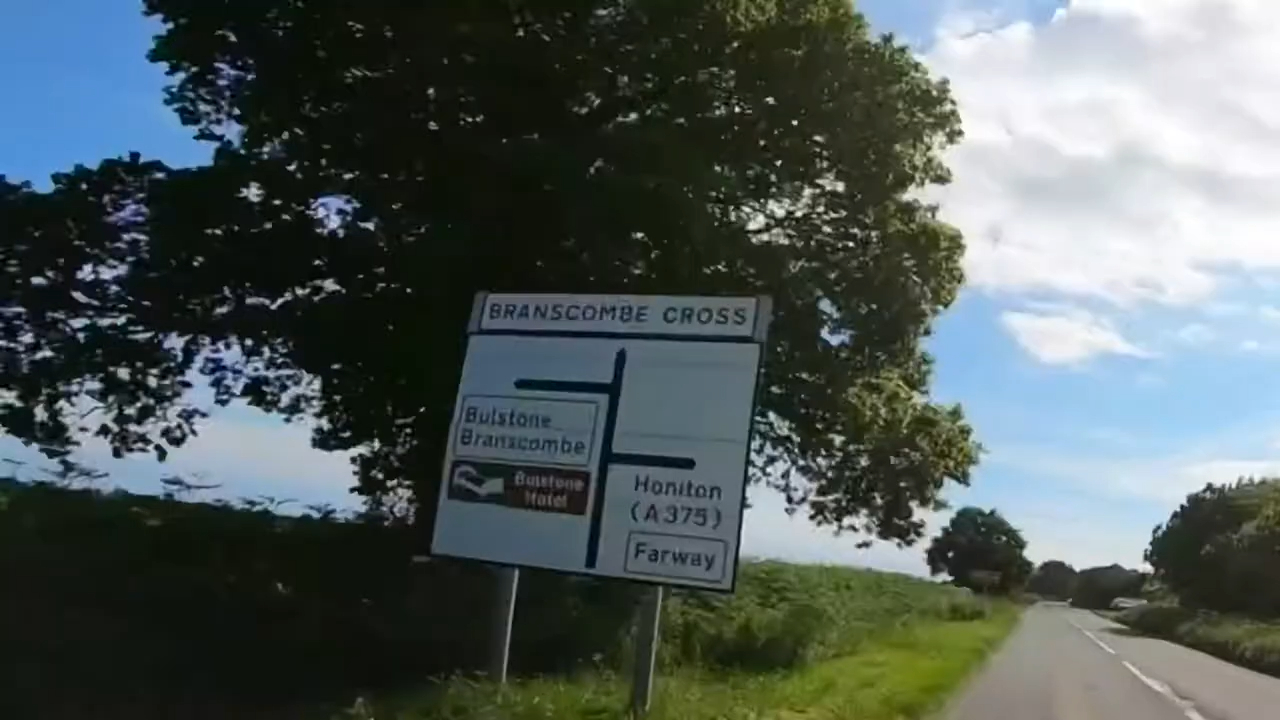 BRANSCOMBE CROSS
Bulstone
Branscombe
Bulstone
Hotel
Honiton
(A375)
Farway